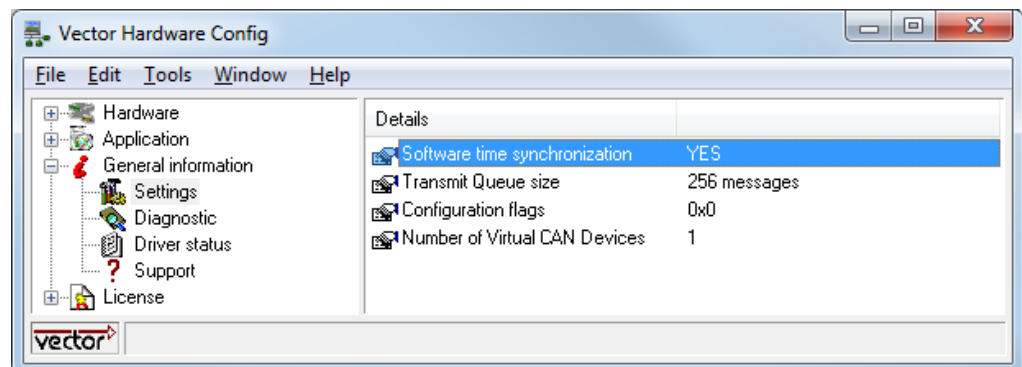 Vector Hardware Config
File Edit Tools Window Help
Hardware
Application
General information
Settings
Diagnostic
Driver status
Support
License
Details
Software time synchronization YES
Transmit Queue size 256 messages
Configuration flags 0x0
Number of Virtual CAN Devices 1
vector